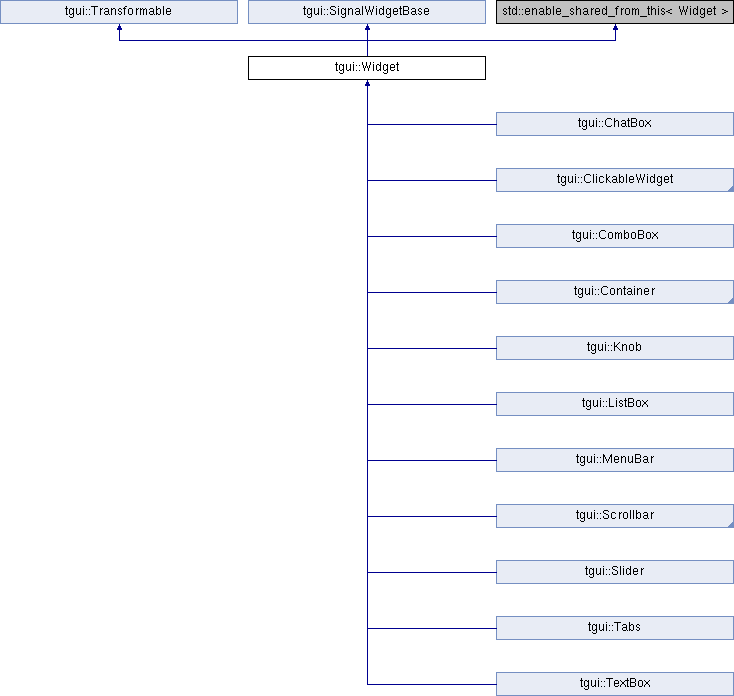 tgui::Transformable
tgui::SignalWidgetBase
std::enable_shared_from_this< Widget >
tgui::Widget
tgui::ChatBox
tgui::ClickableWidget
tgui::ComboBox
tgui::Container
tgui::Knob
tgui::ListBox
tgui::MenuBar
tgui::Scrollbar
tgui::Slider
tgui::Tabs
tgui::TextBox